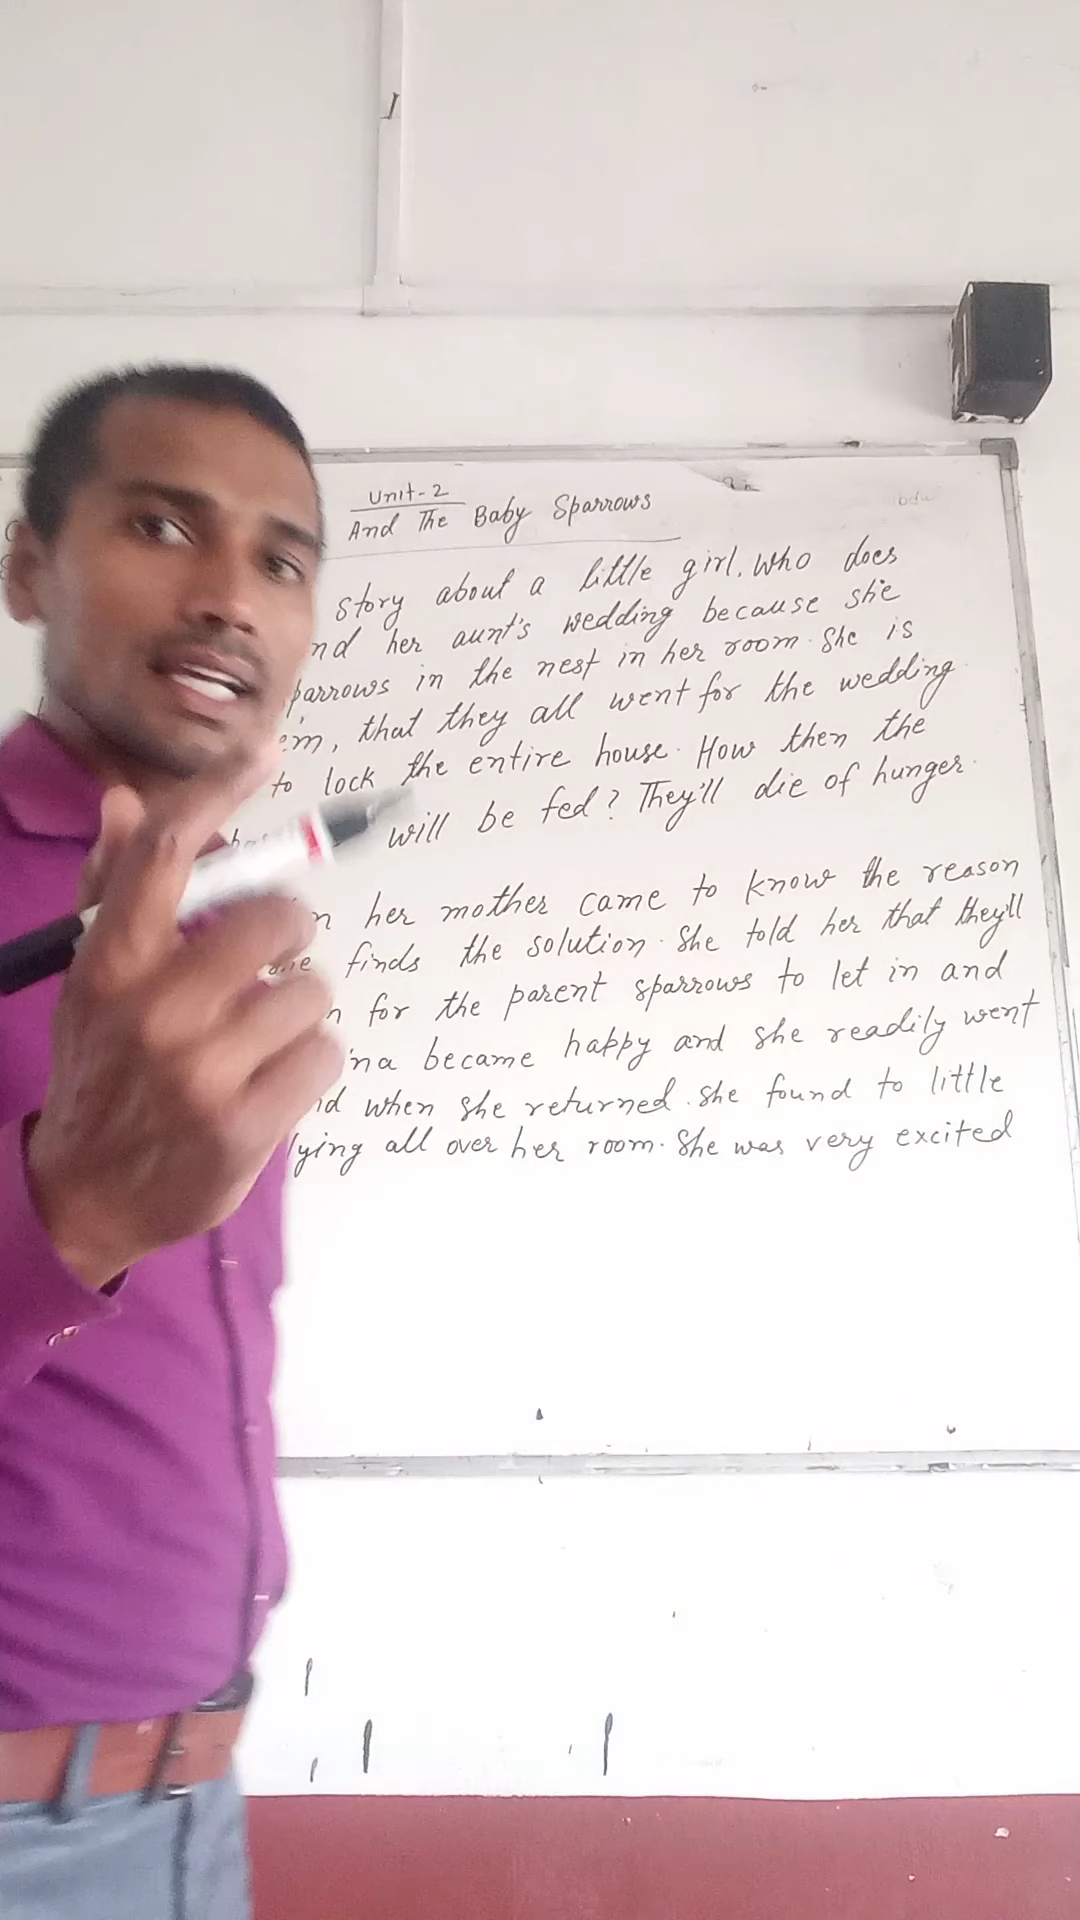 Unit-2
And The Baby Sparrows
story about a little girl. who does
nd her aunt's wedding because she
parrows in the nest in her room. She is
em, that they all went for the wedding.
to lock the entire house. How then the
will be fed? They'll die of hunger.
n her mother came to know the reason
finds the solution. She told her that they'll
n for the parent sparrows to let in and
ina became happy and she readily went
nd when she returned. she found to little
lying all over her room. She was very excited